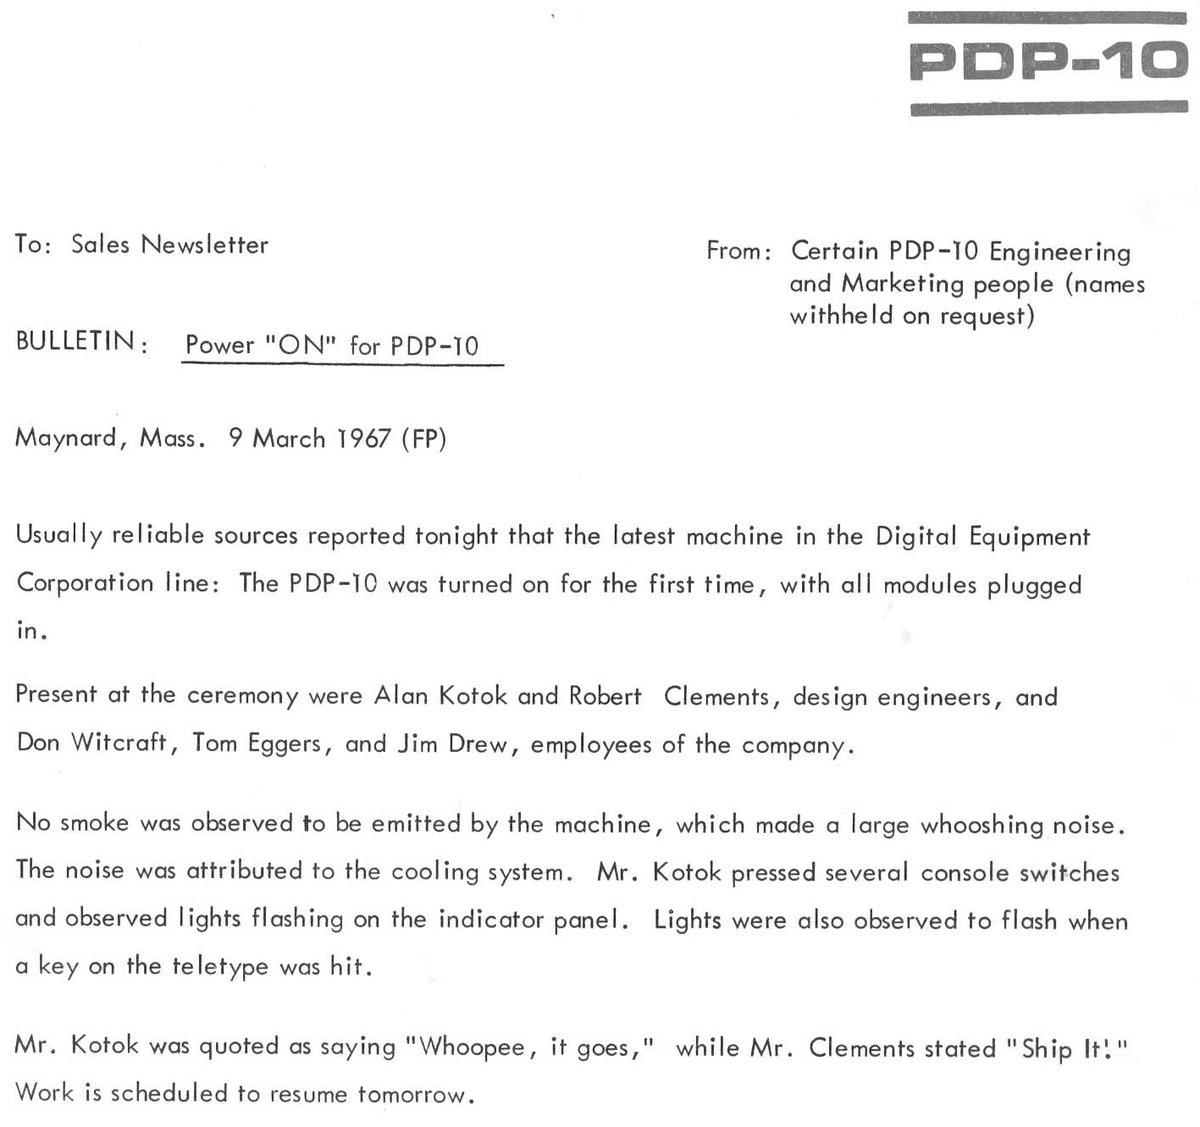 PDP-10
To: Sales Newsletter
From: Certain PDP-10 Engineering
and Marketing people (names
withheld on request)
BULLETIN: Power "ON" for PDP-10
Maynard, Mass. 9 March 1967 (FP)
Usually reliable sources reported tonight that the latest machine in the Digital Equipment
Corporation line: The PDP-10 was turned on for the first time, with all modules plugged
in.
Present at the ceremony were Alan Kotok and Robert Clements, design engineers, and
Don Witcraft, Tom Eggers, and Jim Drew, employees of the company.
No smoke was observed to be emitted by the machine, which made a large whooshing noise.
The noise was attributed to the cooling system. Mr. Kotok pressed several console switches
and observed lights flashing on the indicator panel. Lights were also observed to flash when
a key on the teletype was hit.
Mr. Kotok was quoted as saying "Whoopee, it goes," while Mr. Clements stated "Ship It!"
Work is scheduled to resume tomorrow.